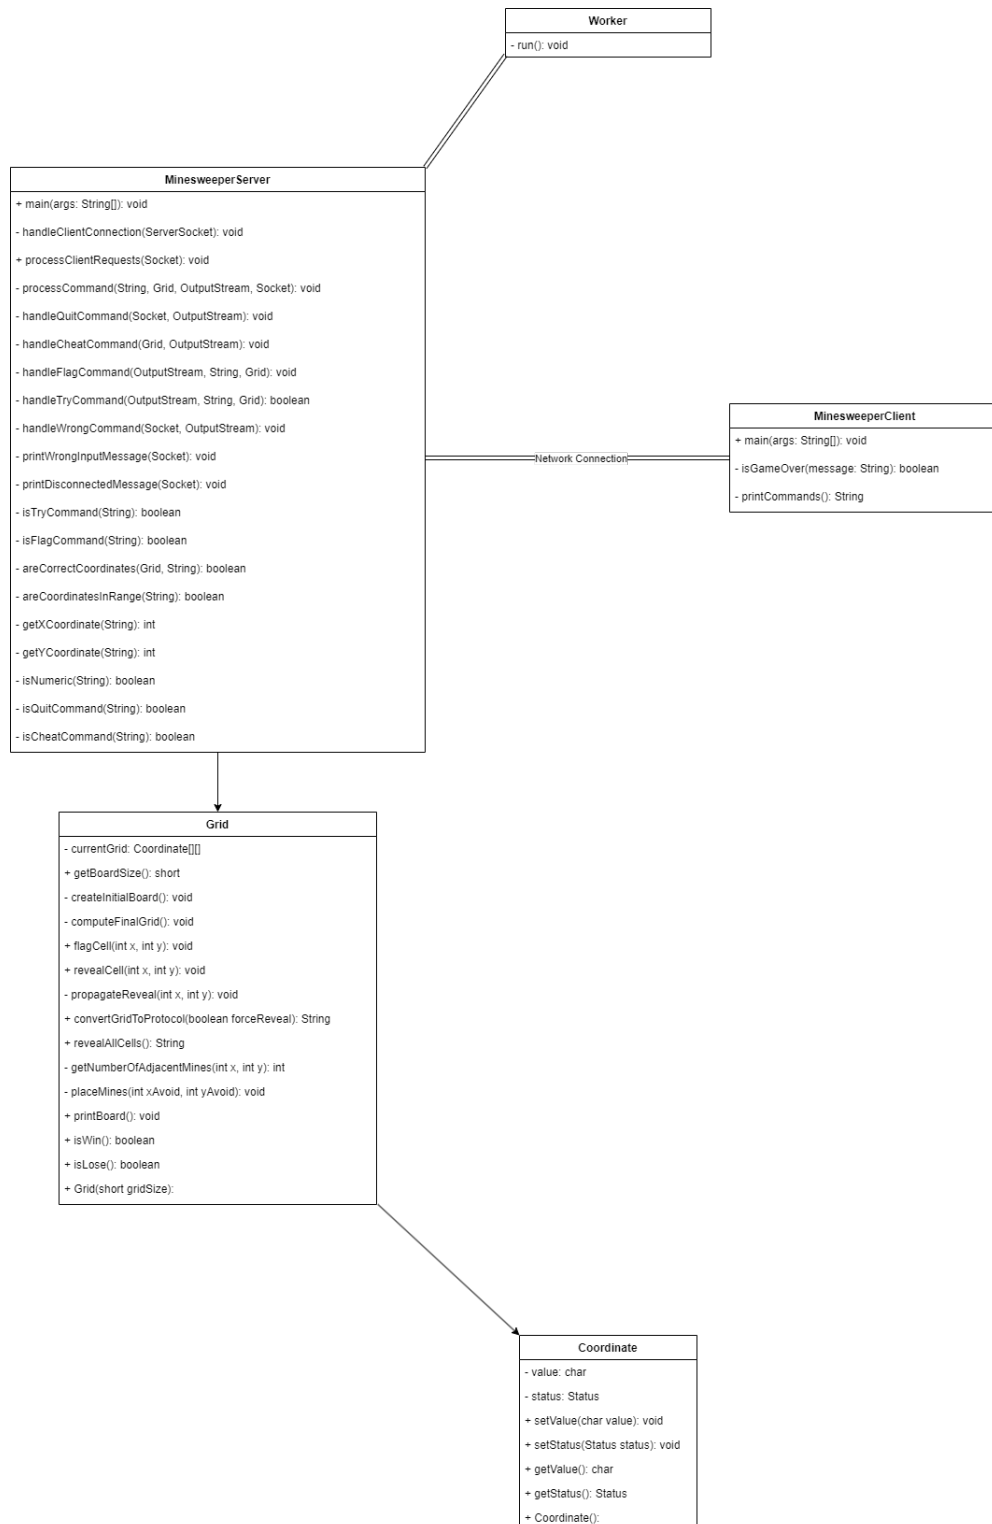 Worker
- run(): void
MinesweeperServer
+ main(args: String[]): void
- handleClientConnection(ServerSocket): void
+ processClientRequests(Socket): void
- processCommand(String, Grid, OutputStream, Socket): void
- handleQuitCommand(Socket, OutputStream): void
- handleCheatCommand(Grid, OutputStream): void
- handleFlagCommand(OutputStream, String, Grid): void
- handleTryCommand(OutputStream, String, Grid): boolean
- handleWrongCommand(Socket, OutputStream): void
- printWrongInputMessage(Socket): void
- printDisconnectedMessage(Socket): void
- isTryCommand(String): boolean
- isFlagCommand(String): boolean
- areCorrectCoordinates(Grid, String): boolean
- areCoordinatesInRange(String): boolean
- getXCoordinate(String): int
- getYCoordinate(String): int
- isNumeric(String): boolean
- isQuitCommand(String): boolean
- isCheatCommand(String): boolean
Network Connection
MinesweeperClient
+ main(args: String[]): void
- isGameOver(message: String): boolean
- printCommands(): String
Grid
- currentGrid: Coordinate[][]
+ getBoardSize(): short
- createInitialBoard(): void
- computeFinalGrid(): void
+ flagCell(int x, int y): void
+ revealCell(int x, int y): void
- propagateReveal(int x, int y): void
+ convertGridToProtocol(boolean forceReveal): String
+ revealAllCells(): String
- getNumberOfAdjacentMines(int x, int y): int
- placeMines(int xAvoid, int yAvoid): void
+ printBoard(): void
+ isWin(): boolean
+ isLose(): boolean
+ Grid(short gridSize):
Coordinate
- value: char
- status: Status
+ setValue(char value): void
+ setStatus(Status status): void
+ getValue(): char
+ getStatus(): Status
+ Coordinate():